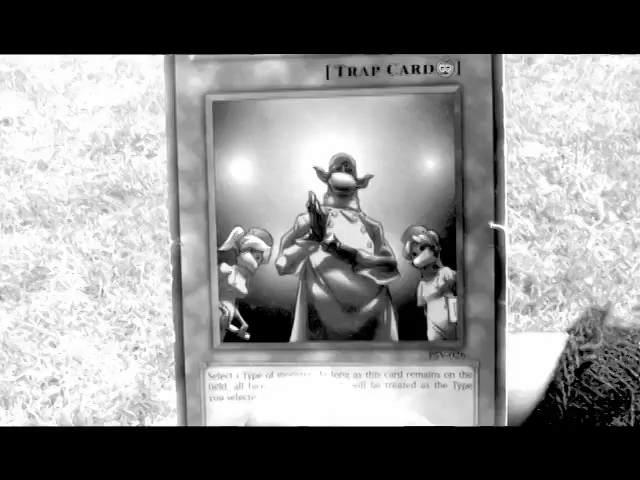 [TRAP CARD]
Select 1 Type of monster. As long as this card remains on the
field, all will be treated as the Type
you selected